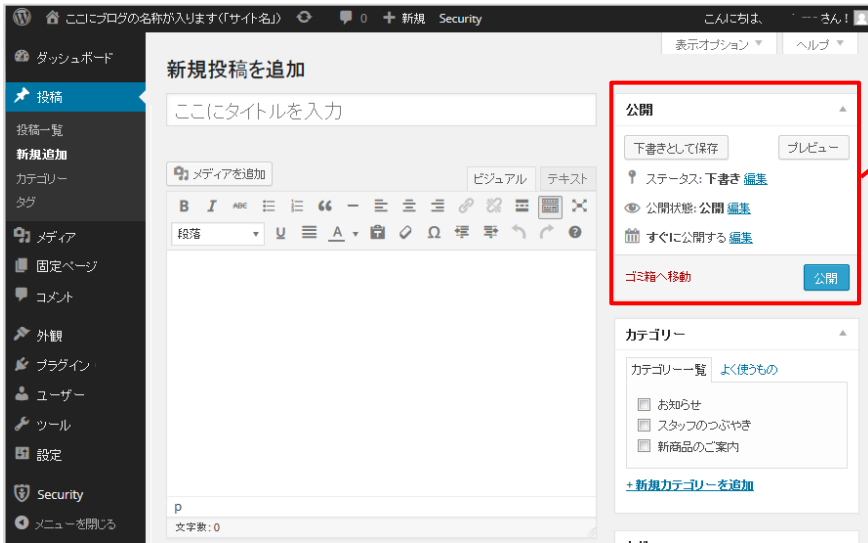 ここにブログの名称が入ります(「サイト名」) 0 新規 Security こんにちは、 さん!
表示オプション ヘルプ
ダッシュボード
投稿
投稿一覧
新規追加
カテゴリー
タグ
メディア
固定ページ
コメント
外観
プラグイン
ユーザー
ツール
設定
Security
メニューを閉じる
新規投稿を追加
ここにタイトルを入力
メディアを追加
ビジュアル テキスト
B I ABC
段落 U A Ω
p
文字数: 0
公開
下書きとして保存 プレビュー
ステータス: 下書き 編集
公開状態: 公開 編集
すぐに公開する 編集
ゴミ箱へ移動 公開
カテゴリー
カテゴリー一覧 よく使うもの
お知らせ
スタッフのつぶやき
新商品のご案内
+ 新規カテゴリーを追加